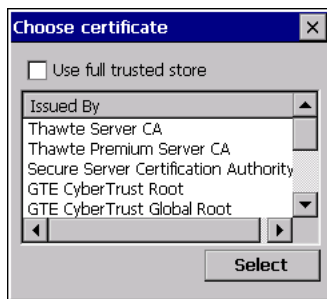 Choose certificate
Use full trusted store
Issued By
Thawte Server CA
Thawte Premium Server CA
Secure Server Certification Authority
GTE CyberTrust Root
GTE CyberTrust Global Root
Select